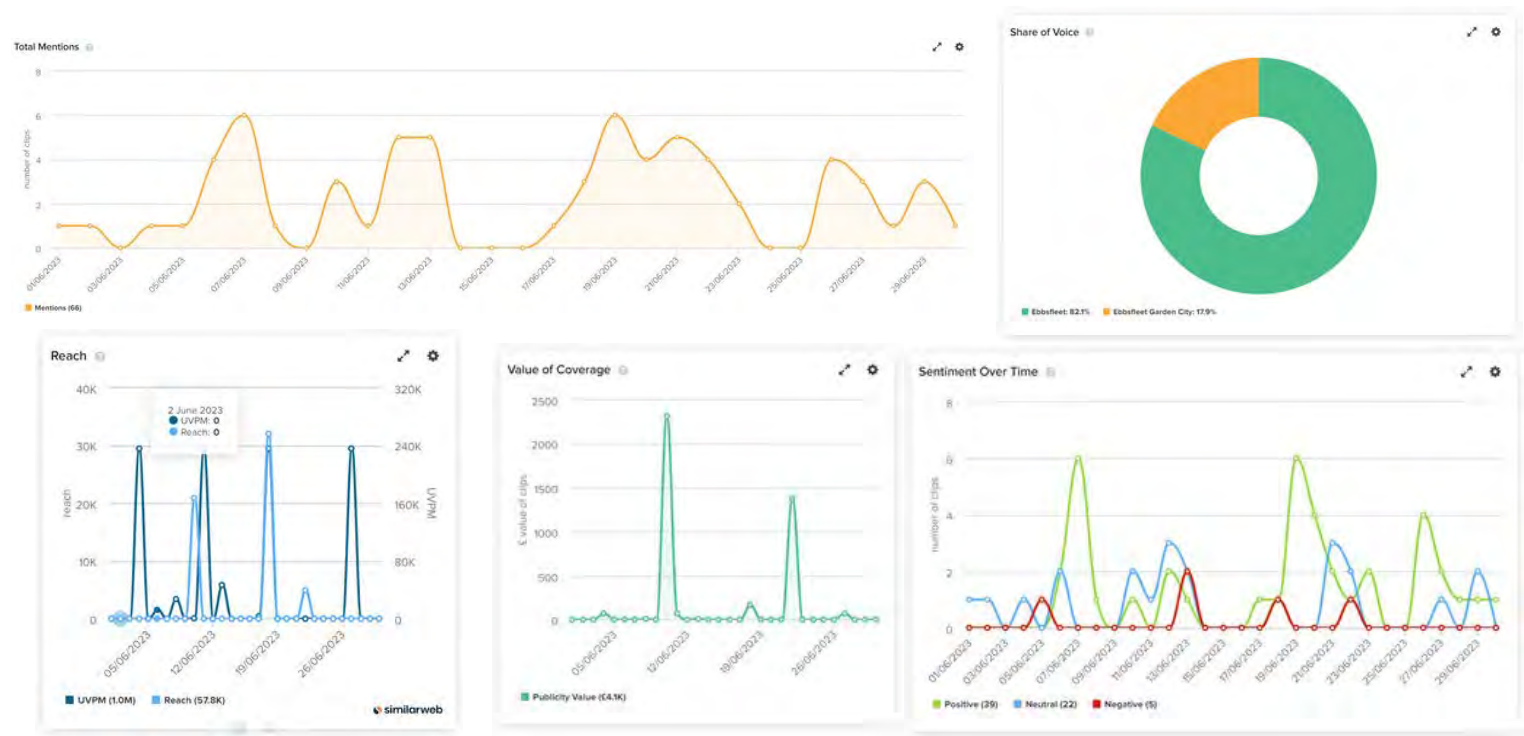 Total Mentions
number of clips
8
6
4
2
0
01/06/2023
03/06/2023
05/06/2023
07/06/2023
09/06/2023
11/06/2023
13/06/2023
15/06/2023
17/06/2023
19/06/2023
21/06/2023
23/06/2023
25/06/2023
27/06/2023
29/06/2023
Mentions (66)
Share of Voice
Ebbsfleet: 82.1% Ebbsfleet Garden City: 17.9%
Reach
40K
30K
20K
10K
0
reach
320K
240K
160K
80K
0
UVPM
2 June 2023
UVPM: 0
Reach: 0
05/06/2023
12/06/2023
19/06/2023
26/06/2023
UVPM (1.0M) Reach (57.8K)
similarweb
Value of Coverage
£ value of clips
2500
2000
1500
1000
500
0
05/06/2023
12/06/2023
19/06/2023
26/06/2023
Publicity Value (£4.1K)
Sentiment Over Time
number of clips
8
6
4
2
0
01/06/2023
03/06/2023
05/06/2023
07/06/2023
09/06/2023
11/06/2023
13/06/2023
15/06/2023
17/06/2023
19/06/2023
21/06/2023
23/06/2023
25/06/2023
27/06/2023
29/06/2023
Positive (39) Neutral (22) Negative (5)